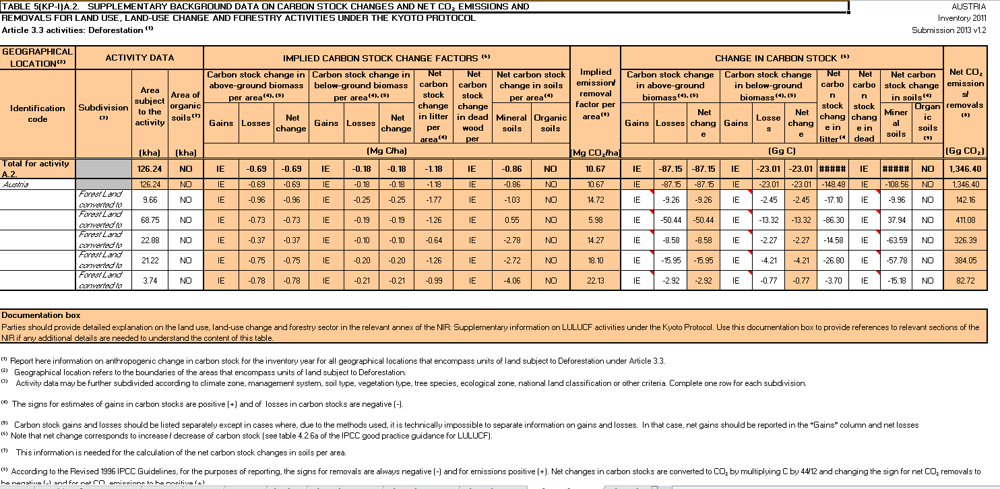 TABLE 5(KP-I)A.2. SUPPLEMENTARY BACKGROUND DATA ON CARBON STOCK CHANGES AND NET CO₂ EMISSIONS AND
REMOVALS FOR LAND USE, LAND-USE CHANGE AND FORESTRY ACTIVITIES UNDER THE KYOTO PROTOCOL
Article 3.3 activities: Deforestation (1)
AUSTRIA
Inventory 2011
Submission 2013 v1.2
GEOGRAPHICAL LOCATION(2) ACTIVITY DATA IMPLIED CARBON STOCK CHANGE FACTORS (6) Implied emission/ removal factor per area(8) CHANGE IN CARBON STOCK (6) Net CO₂ emission s/ removals (8)
Identification code Subdivision (3) Area subject to the activity Area of organic soils(7) Carbon stock change in above-ground biomass per area(4), (5) Carbon stock change in below-ground biomass per area(4), (5) Net carbon stock change in litter per area(4) Net carbon stock change in dead wood per Net carbon stock change in soils per area(4) Carbon stock change in above-ground biomass(4), (5) Carbon stock change in below-ground biomass(4), (5) Net carbo n stock chang e in litter(4 Net carbo n stock chang e in dead Net carbon stock change in soils(4)
Gains Losses Net change Gains Losses Net change Mineral soils Organic soils Gains Losses Net chang e Gains Losse s Net chang e Miner al soils Organ ic soils (9)
(kha) (kha) (Mg C/ha) (Mg CO₂/ha) (Gg C) (Gg CO₂)
Total for activity A.2. 126.24 NO IE -0.69 -0.69 IE -0.18 -0.18 -1.18 IE -0.86 NO 10.67 IE -87.15 -87.15 IE -23.01 -23.01 ##### IE ##### NO 1,346.40
Austria 126.24 NO IE -0.69 -0.69 IE -0.18 -0.18 -1.18 IE -0.86 NO 10.67 IE -87.15 -87.15 IE -23.01 -23.01 -148.48 IE -108.56 NO 1,346.40
Forest Land converted to 9.66 NO IE -0.96 -0.96 IE -0.25 -0.25 -1.77 IE -1.03 NO 14.72 IE -9.26 -9.26 IE -2.45 -2.45 -17.10 IE -9.96 NO 142.16
Forest Land converted to 68.75 NO IE -0.73 -0.73 IE -0.19 -0.19 -1.26 IE 0.55 NO 5.98 IE -50.44 -50.44 IE -13.32 -13.32 -86.30 IE 37.94 NO 411.08
Forest Land converted to 22.88 NO IE -0.37 -0.37 IE -0.10 -0.10 -0.64 IE -2.78 NO 14.27 IE -8.58 -8.58 IE -2.27 -2.27 -14.58 IE -63.59 NO 326.39
Forest Land converted to 21.22 NO IE -0.75 -0.75 IE -0.20 -0.20 -1.26 IE -2.72 NO 18.10 IE -15.95 -15.95 IE -4.21 -4.21 -26.80 IE -57.78 NO 384.05
Forest Land converted to 3.74 NO IE -0.78 -0.78 IE -0.21 -0.21 -0.99 IE -4.06 NO 22.13 IE -2.92 -2.92 IE -0.77 -0.77 -3.70 IE -15.18 NO 82.72
Documentation box
Parties should provide detailed explanation on the land use, land-use change and forestry sector in the relevant annex of the NIR: Supplementary information on LULUCF activities under the Kyoto Protocol. Use this documentation box to provide references to relevant sections of the
NIR if any additional details are needed to understand the content of this table.
(1) Report here information on anthropogenic change in carbon stock for the inventory year for all geographical locations that encompass units of land subject to Deforestation under Article 3.3.
(2) Geographical location refers to the boundaries of the areas that encompass units of land subject to Deforestation.
(3) Activity data may be further subdivided according to climate zone, management system, soil type, vegetation type, tree species, ecological zone, national land classification or other criteria. Complete one row for each subdivision.
(4) The signs for estimates of gains in carbon stocks are positive (+) and of losses in carbon stocks are negative (-).
(5) Carbon stock gains and losses should be listed separately except in cases where, due to the methods used, it is technically impossible to separate information on gains and losses. In that case, net gains should be reported in the "Gains" column and net losses
(6) Note that net change corresponds to increase/ decrease of carbon stock (see table 4.2.6a of the IPCC good practice guidance for LULUCF).
(7) This information is needed for the calculation of the net carbon stock changes in soils per area.
(8) According to the Revised 1996 IPCC Guidelines, for the purposes of reporting, the signs for removals are always negative (-) and for emissions positive (+). Net changes in carbon stocks are converted to CO₂ by multiplying C by 44/12 and changing the sign for net CO₂ removals to
be negative (-) and for net CO₂ emissions to be positive (+).